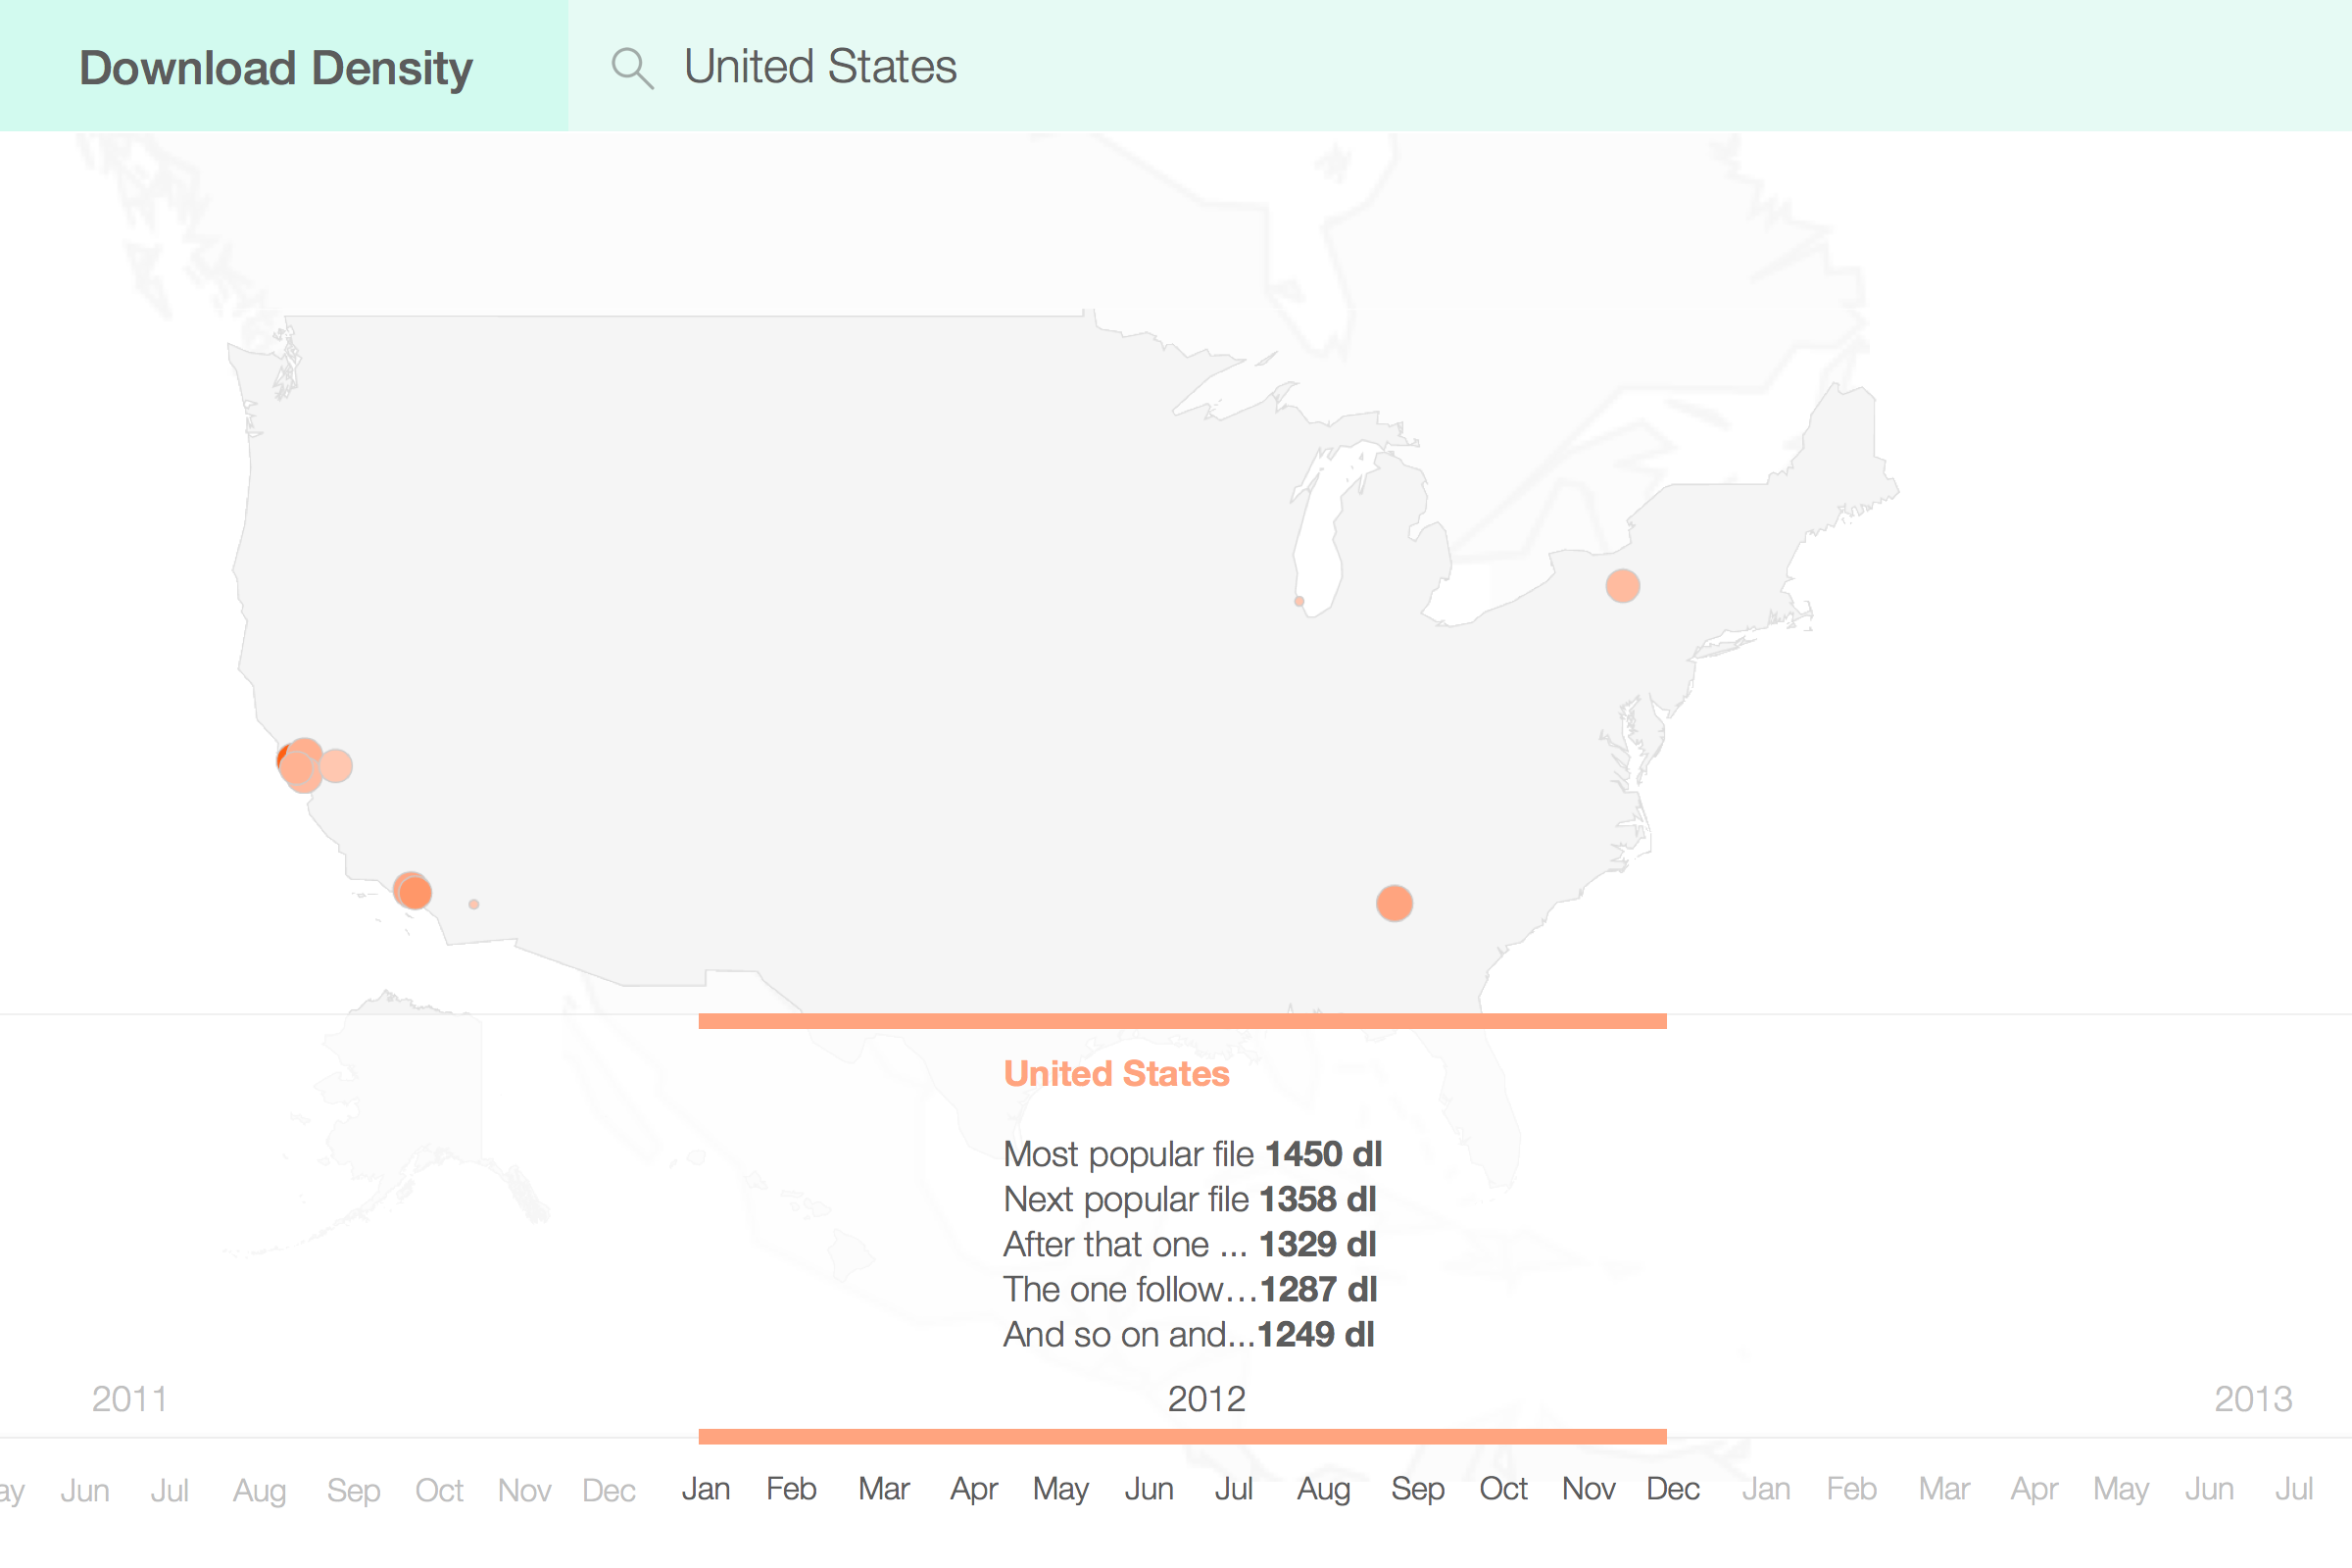 Download Density
United States
United States
Most popular file 1450 dl
Next popular file 1358 dl
After that one ... 1329 dl
The one follow…1287 dl
And so on and...1249 dl
2011 2012 2013
ay Jun Jul Aug Sep Oct Nov Dec Jan Feb Mar Apr May Jun Jul Aug Sep Oct Nov Dec Jan Feb Mar Apr May Jun Jul